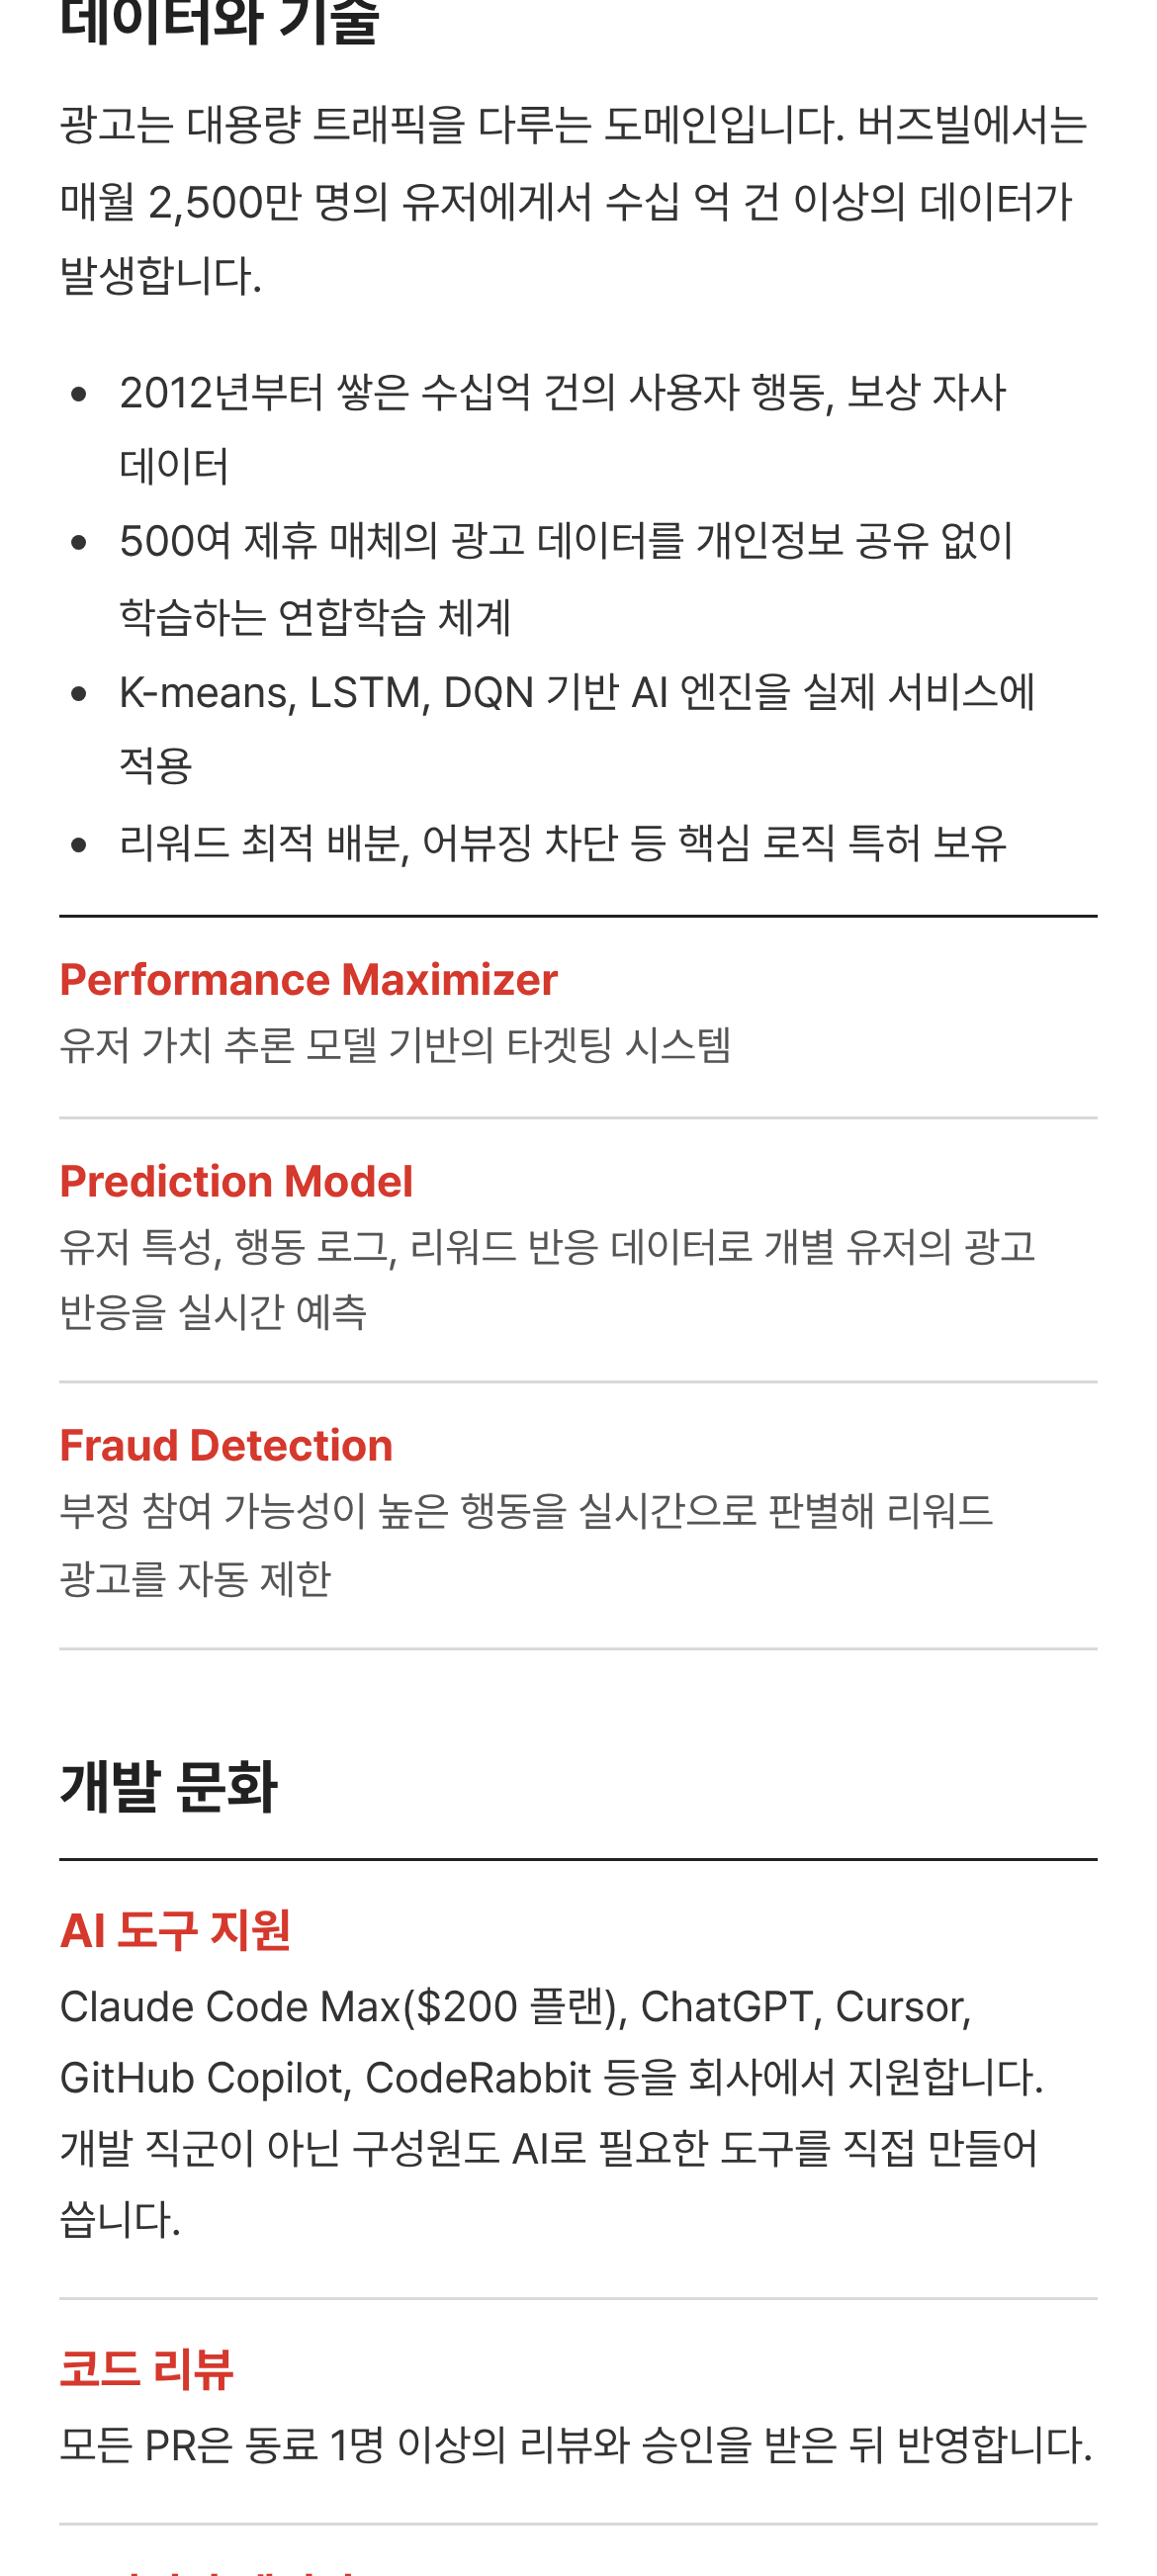 데이터와 기술
광고는 대용량 트래픽을 다루는 도메인입니다. 버즈빌에서는
매월 2,500만 명의 유저에게서 수십 억 건 이상의 데이터가
발생합니다.
• 2012년부터 쌓은 수십억 건의 사용자 행동, 보상 자사
데이터
• 500여 제휴 매체의 광고 데이터를 개인정보 공유 없이
학습하는 연합학습 체계
• K-means, LSTM, DQN 기반 AI 엔진을 실제 서비스에
적용
• 리워드 최적 배분, 어뷰징 차단 등 핵심 로직 특허 보유
Performance Maximizer
유저 가치 추론 모델 기반의 타겟팅 시스템
Prediction Model
유저 특성, 행동 로그, 리워드 반응 데이터로 개별 유저의 광고
반응을 실시간 예측
Fraud Detection
부정 참여 가능성이 높은 행동을 실시간으로 판별해 리워드
광고를 자동 제한
개발 문화
AI 도구 지원
Claude Code Max($200 플랜), ChatGPT, Cursor,
GitHub Copilot, CodeRabbit 등을 회사에서 지원합니다.
개발 직군이 아닌 구성원도 AI로 필요한 도구를 직접 만들어
씁니다.
코드 리뷰
모든 PR은 동료 1명 이상의 리뷰와 승인을 받은 뒤 반영합니다.